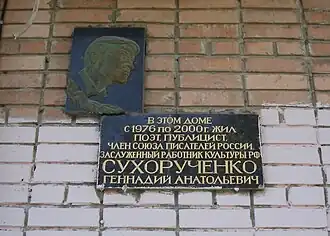 В ЭТОМ ДОМЕ
С 1976 ПО 2000 Г. ЖИЛ
ПОЭТ, ПУБЛИЦИСТ,
ЧЛЕН СОЮЗА ПИСАТЕЛЕЙ РОССИИ,
ЗАСЛУЖЕННЫЙ РАБОТНИК КУЛЬТУРЫ РФ
СУХОРУЧЕНКО
ГЕННАДИЙ АНАТОЛЬЕВИЧ